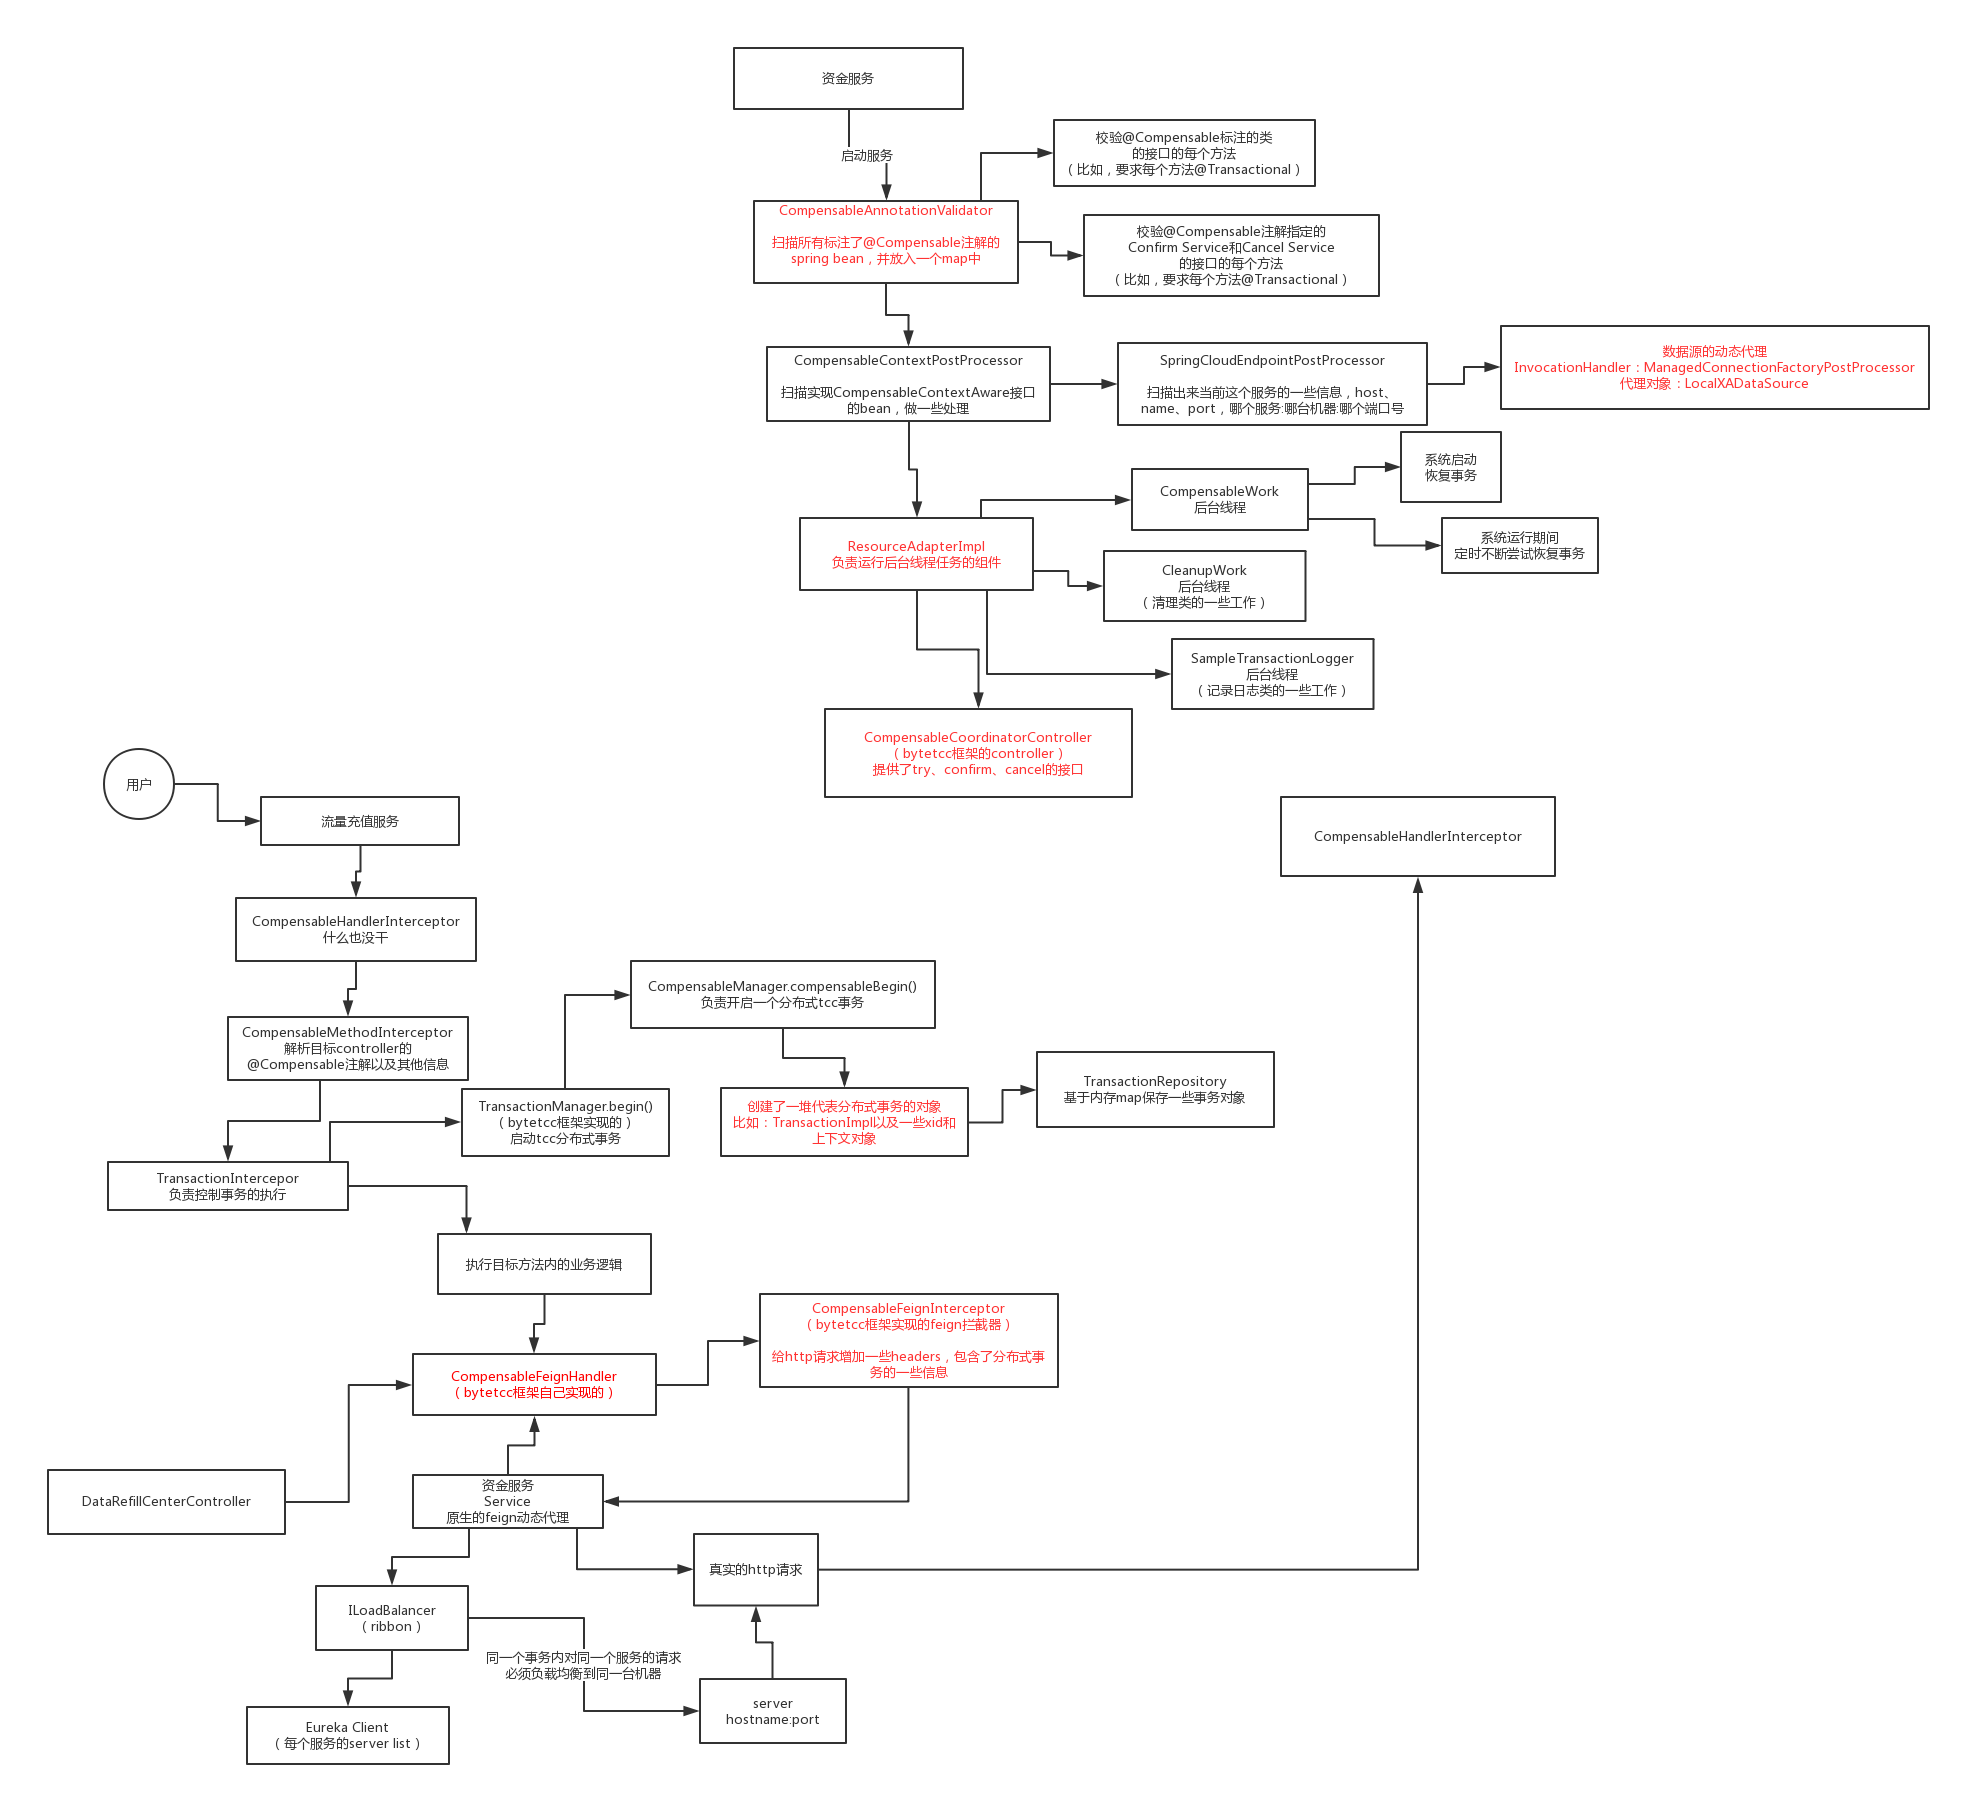 资金服务
启动服务
校验@Compensable标注的类
的接口的每个方法
（比如，要求每个方法@Transactional）
CompensableAnnotationValidator
扫描所有标注了@Compensable注解的
spring bean，并放入一个map中
校验@Compensable注解指定的
Confirm Service和Cancel Service
的接口的每个方法
（比如，要求每个方法@Transactional）
CompensableContextPostProcessor
扫描实现CompensableContextAware接口
的bean，做一些处理
SpringCloudEndpointPostProcessor
扫描出来当前这个服务的一些信息，host、
name、port，哪个服务:哪台机器:哪个端口号
数据源的动态代理
InvocationHandler：ManagedConnectionFactoryPostProcessor
代理对象：LocalXADataSource
系统启动
恢复事务
CompensableWork
后台线程
系统运行期间
定时不断尝试恢复事务
ResourceAdapterImpl
负责运行后台线程任务的组件
CleanupWork
后台线程
（清理类的一些工作）
SampleTransactionLogger
后台线程
（记录日志类的一些工作）
CompensableCoordinatorController
（bytetcc框架的controller）
提供了try、confirm、cancel的接口
用户
流量充值服务
CompensableHandlerInterceptor
CompensableHandlerInterceptor
什么也没干
CompensableManager.compensableBegin()
负责开启一个分布式tcc事务
CompensableMethodInterceptor
解析目标controller的
@Compensable注解以及其他信息
TransactionManager.begin()
（bytetcc框架实现的）
启动tcc分布式事务
创建了一堆代表分布式事务的对象
比如：TransactionImpl以及一些xid和
上下文对象
TransactionRepository
基于内存map保存一些事务对象
TransactionIntercepor
负责控制事务的执行
执行目标方法内的业务逻辑
CompensableFeignInterceptor
（bytetcc框架实现的feign拦截器）
给http请求增加一些headers，包含了分布式事
务的一些信息
CompensableFeignHandler
（bytetcc框架自己实现的）
DataRefillCenterController
资金服务
Service
原生的feign动态代理
真实的http请求
ILoadBalancer
（ribbon）
同一个事务内对同一个服务的请求
必须负载均衡到同一台机器
server
hostname:port
Eureka Client
（每个服务的server list）